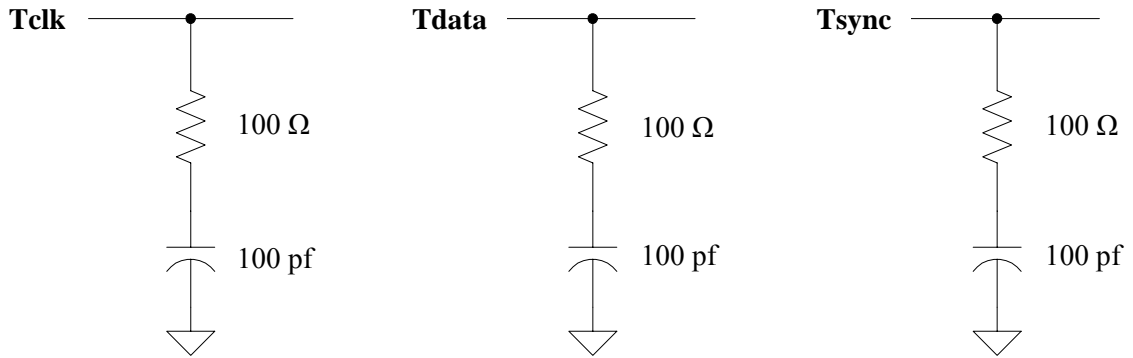 Tclk Tdata Tsync
100 Ω 100 Ω 100 Ω
100 pf 100 pf 100 pf